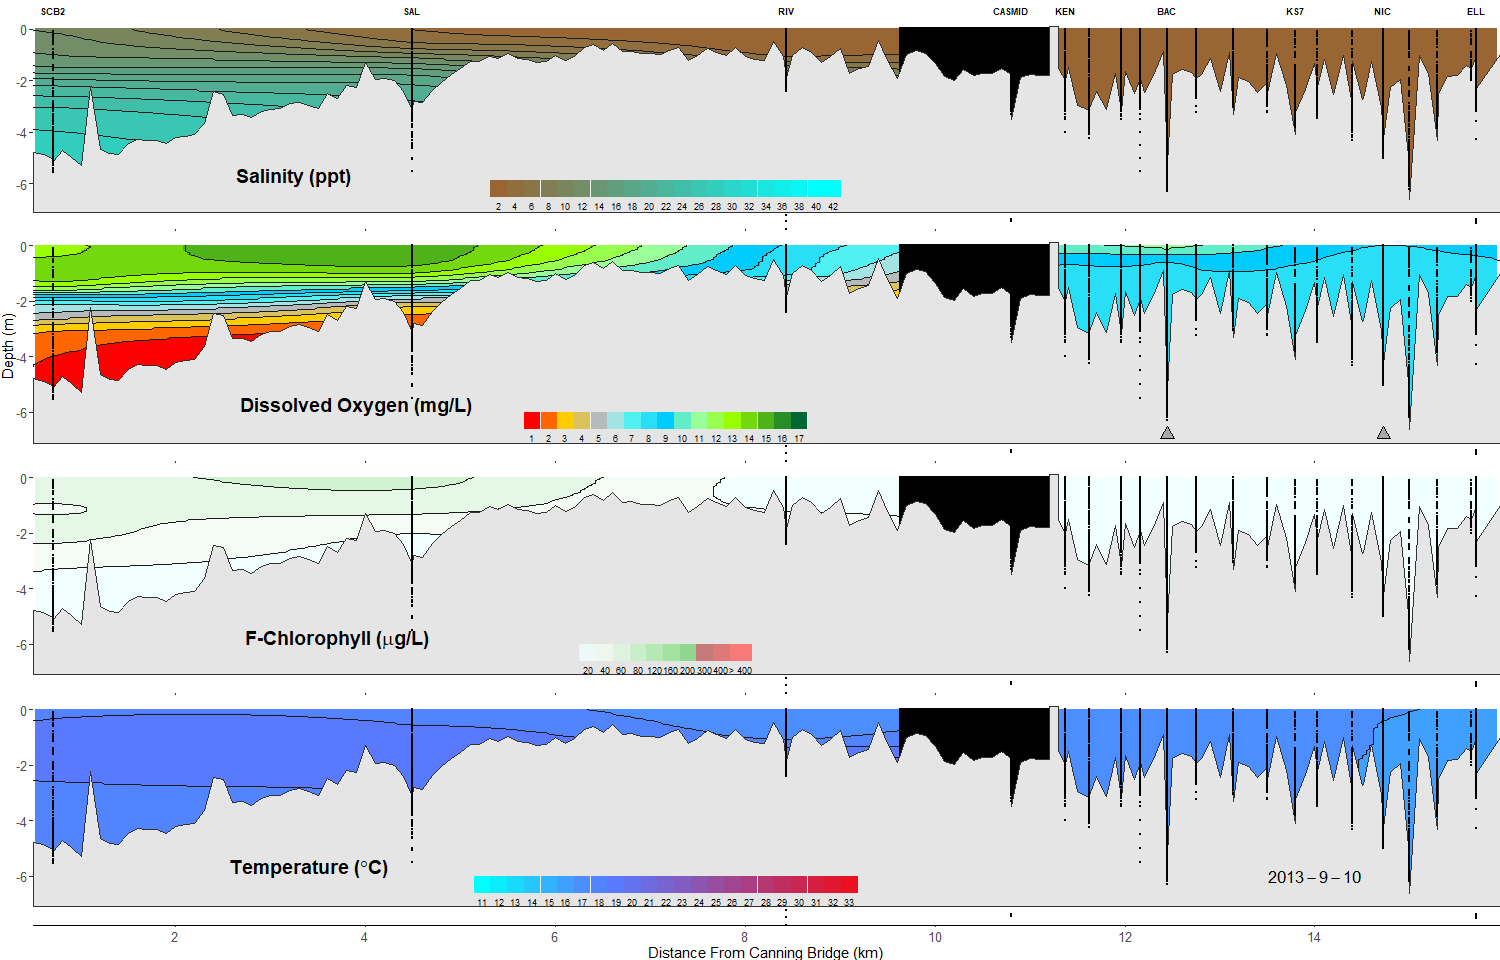 SCB2 SAL RIV CASMID KEN BAC KS7 NIC ELL
0
-2
-4
-6
Salinity (ppt)
2 4 6 8 10 12 14 16 18 20 22 24 26 28 30 32 34 36 38 40 42
0
-2
-4
-6
Dissolved Oxygen (mg/L)
1 2 3 4 5 6 7 8 9 10 11 12 13 14 15 16 17
Depth (m)
0
-2
-4
-6
F-Chlorophyll (µg/L)
20 40 60 80 120 160 200 300 400 > 400
0
-2
-4
-6
Temperature (°C)
11 12 13 14 15 16 17 18 19 20 21 22 23 24 25 26 27 28 29 30 31 32 33
2013 – 9 – 10
2 4 6 8 10 12 14
Distance From Canning Bridge (km)